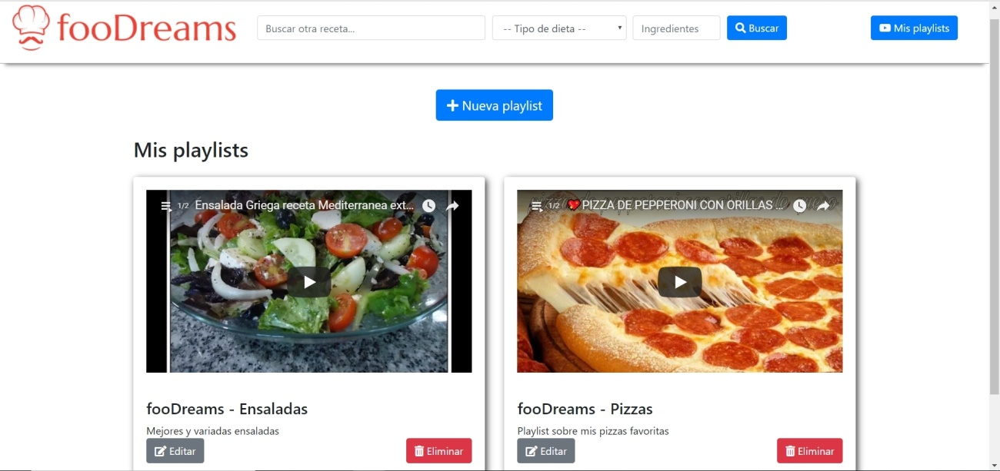 fooDreams
Buscar otra receta...
-- Tipo de dieta --
Ingredientes
Buscar
Mis playlists
Nueva playlist
Mis playlists
1/2 Ensalada Griega receta Mediterranea ext...
1/2 PIZZA DE PEPPERONI CON ORILLAS ...
fooDreams - Ensaladas
Mejores y variadas ensaladas
Editar
Eliminar
fooDreams - Pizzas
Playlist sobre mis pizzas favoritas
Editar
Eliminar